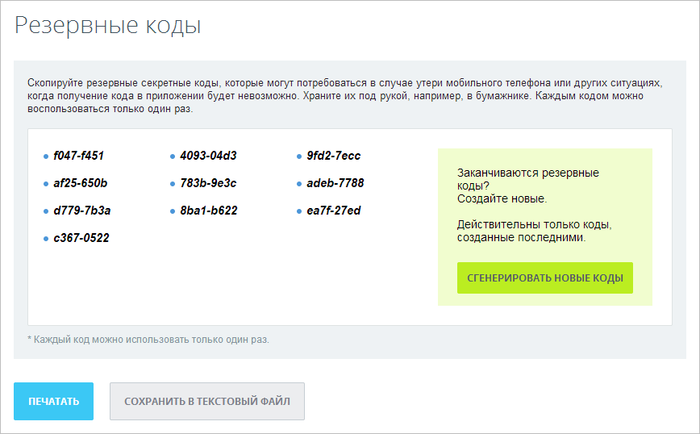 Резервные коды
Скопируйте резервные секретные коды, которые могут потребоваться в случае утери мобильного телефона или других ситуациях,
когда получение кода в приложении будет невозможно. Храните их под рукой, например, в бумажнике. Каждым кодом можно
воспользоваться только один раз.
f047-f451 4093-04d3 9fd2-7ecc
af25-650b 783b-9e3c adeb-7788
d779-7b3a 8ba1-b622 ea7f-27ed
c367-0522
Заканчиваются резервные
коды?
Создайте новые.
Действительны только коды,
созданные последними.
СГЕНЕРИРОВАТЬ НОВЫЕ КОДЫ
* Каждый код можно использовать только один раз.
ПЕЧАТАТЬ СОХРАНИТЬ В ТЕКСТОВЫЙ ФАЙЛ